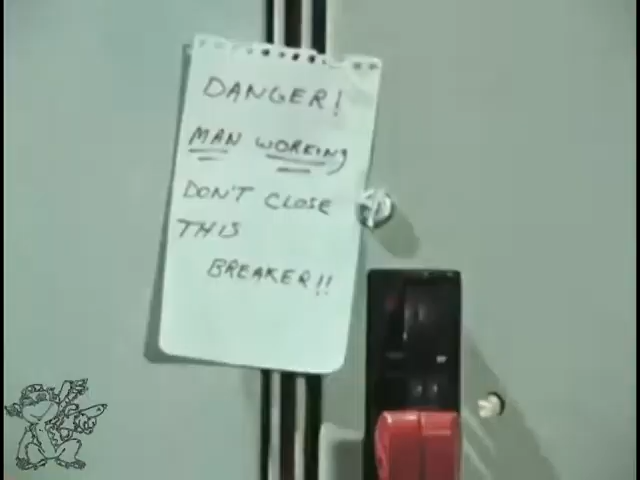 DANGER!
MAN WORKING
DON'T CLOSE
THIS
BREAKER!!